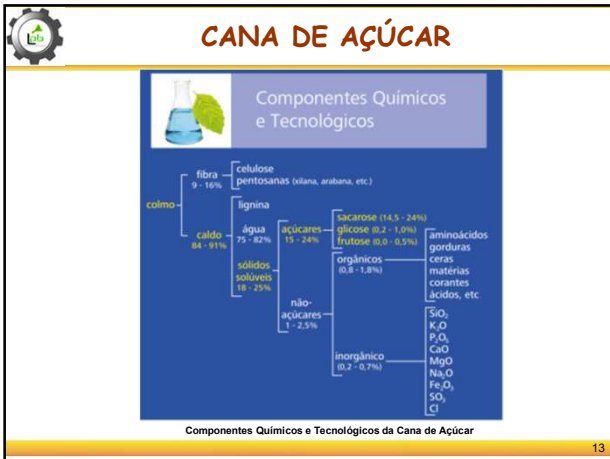 Lab
CANA DE AÇÚCAR
Componentes Químicos
e Tecnológicos
colmo
fibra
9 - 16%
celulose
pentosanas (xilana, arabana, etc.)
lignina
caldo
84 - 91%
água
75 - 82%
sólidos
solúveis
18 - 25%
açúcares
15 - 24%
sacarose (14,5 - 24%)
glicose (0,2 - 1,0%)
frutose (0,0 - 0,5%)
não-
açúcares
1 - 2,5%
orgânicos
(0,8 - 1,8%)
aminoácidos
gorduras
ceras
matérias
corantes
ácidos, etc
inorgânico
(0,2 - 0,7%)
SiO₂
K₂O
P₂O₅
CaO
MgO
Na₂O
Fe₂O₃
SO₃
Cl
Componentes Químicos e Tecnológicos da Cana de Açúcar
13